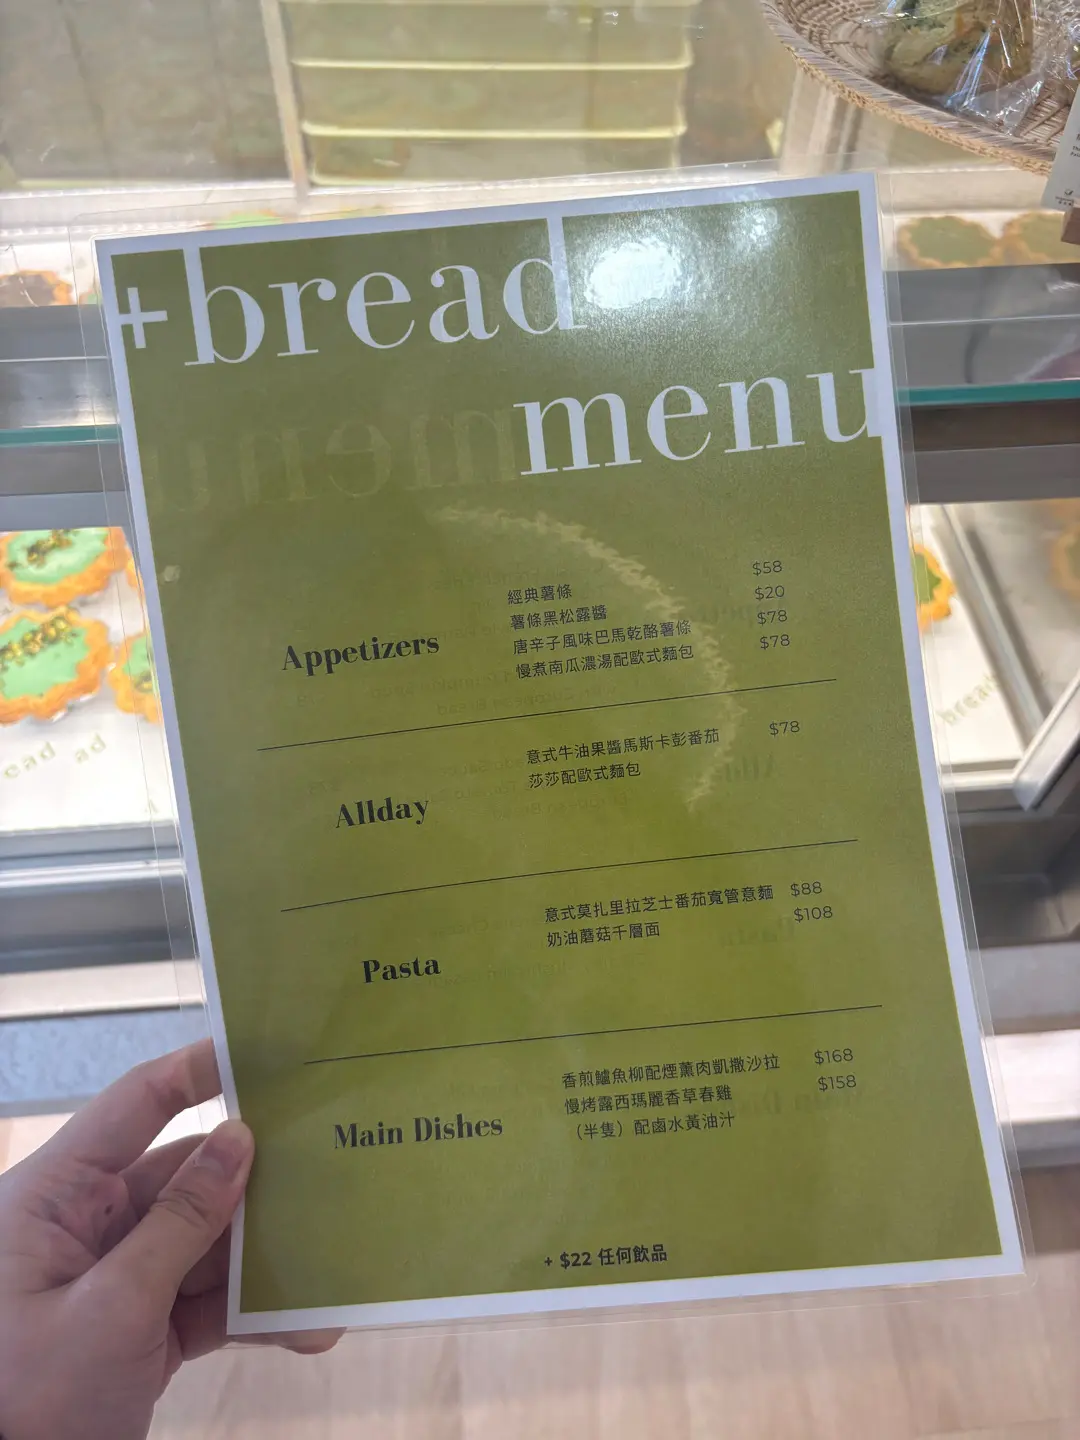 +bread
menu
Appetizers
經典薯條 $58
薯條黑松露醬 $20
唐辛子風味巴馬乾酪薯條 $78
慢煮南瓜濃湯配歐式麵包 $78
Allday
意式牛油果醬馬斯卡彭番茄 $78
莎莎配歐式麵包
Pasta
意式莫扎里拉芝士番茄寬管意麵 $88
奶油蘑菇千層面 $108
Main Dishes
香煎鱸魚柳配煙薰肉凱撒沙拉 $168
慢烤露西瑪麗香草春雞 $158
（半隻）配鹵水黃油汁
+ $22 任何飲品
ead
ad
bread